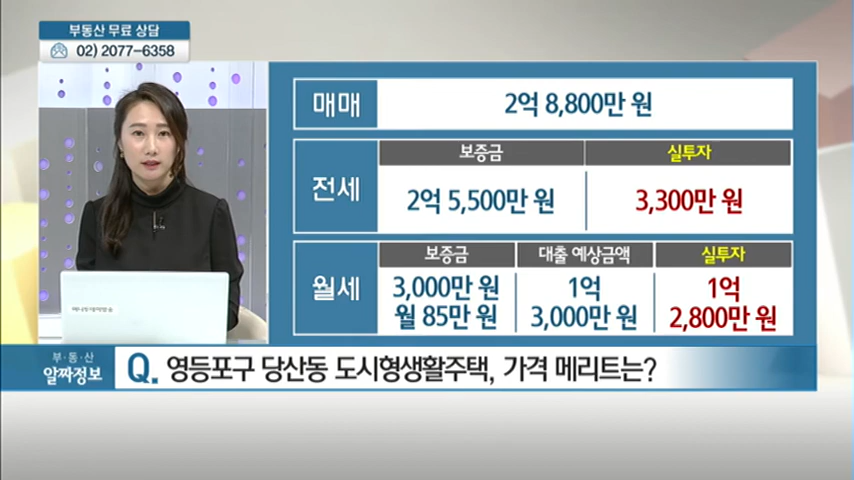 부동산 무료 상담
02) 2077-6358
매매
2억 8,800만 원
전세
보증금
실투자
2억 5,500만 원
3,300만 원
월세
보증금
대출 예상금액
실투자
3,000만 원
월 85만 원
1억
3,000만 원
1억
2,800만 원
부·동·산
알짜정보
Q. 영등포구 당산동 도시형생활주택, 가격 메리트는?